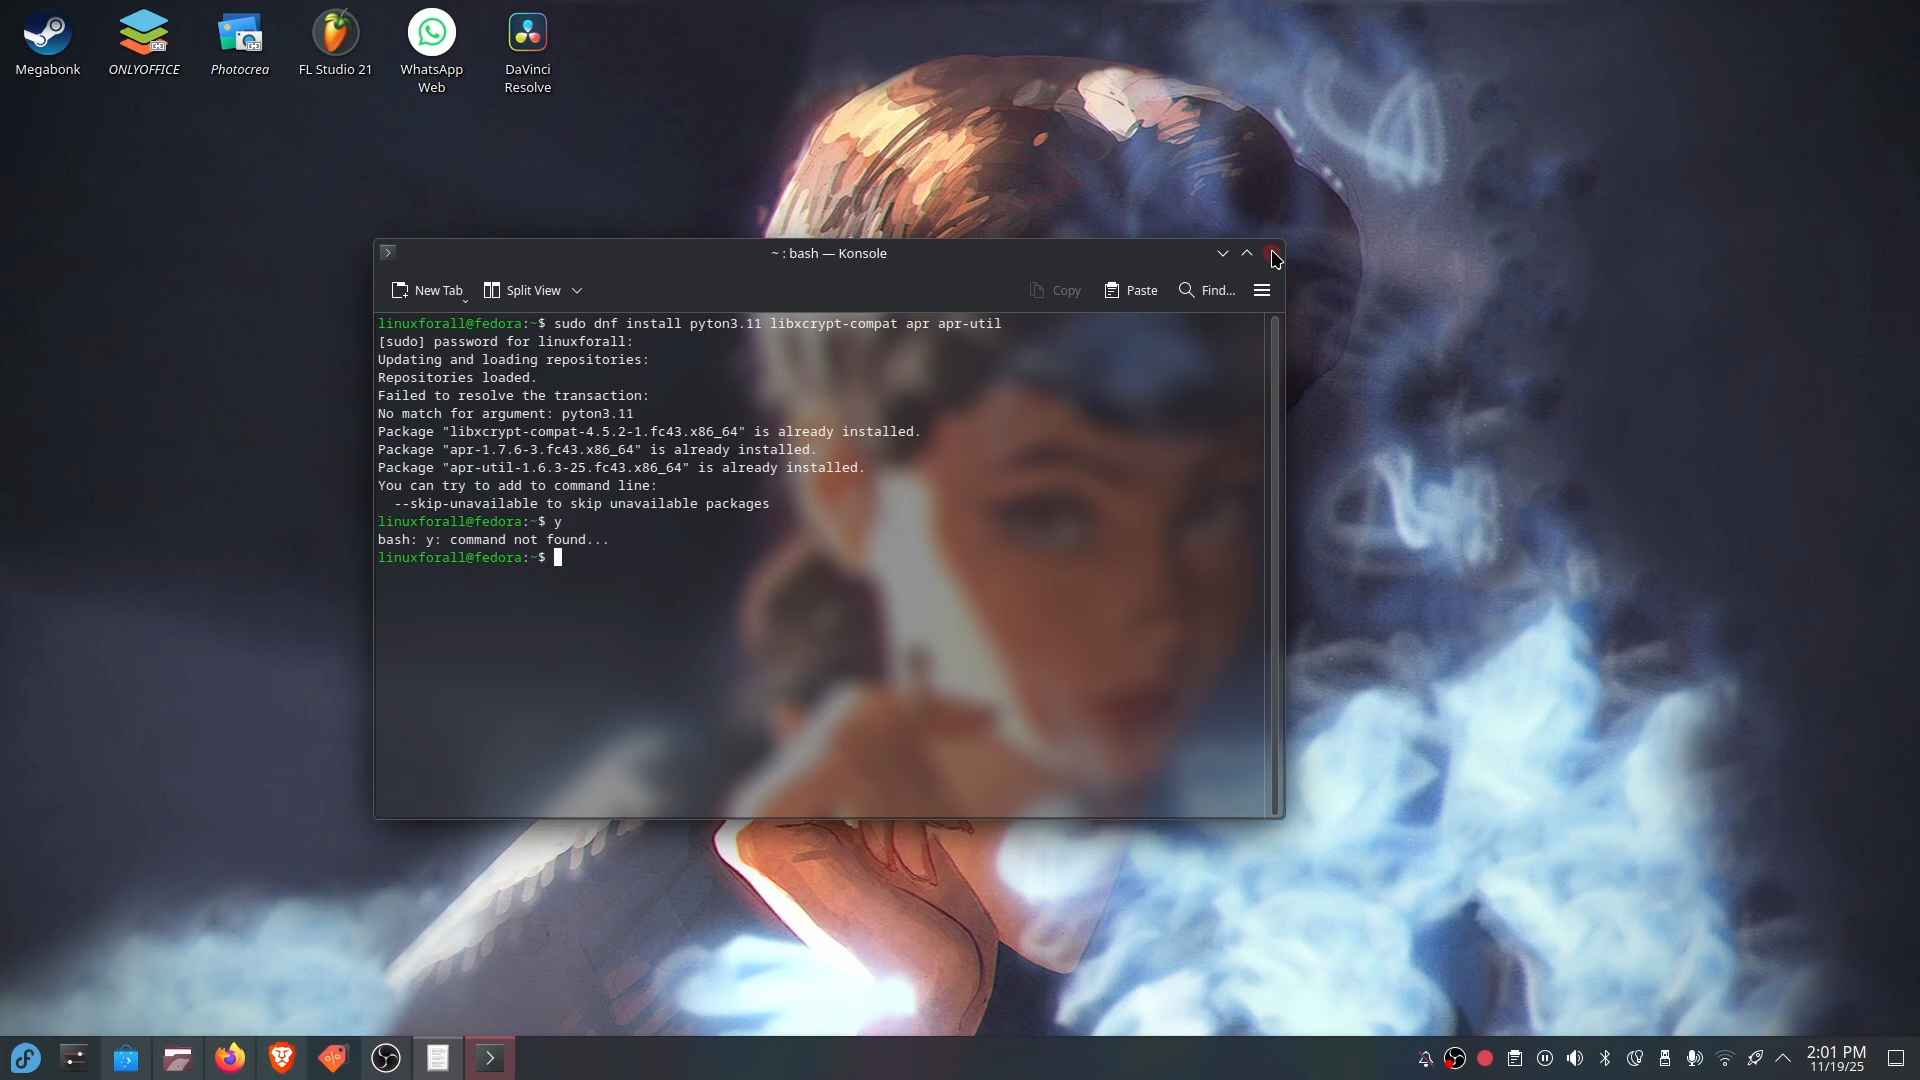 Megabonk
ONLYOFFICE
Photocrea
FL Studio 21
WhatsApp
Web
DaVinci
Resolve
~ : bash — Konsole
New Tab
Split View
Copy
Paste
Find...
linuxforall@fedora:~$ sudo dnf install pyton3.11 libxcrypt-compat apr apr-util
[sudo] password for linuxforall:
Updating and loading repositories:
Repositories loaded.
Failed to resolve the transaction:
No match for argument: pyton3.11
Package "libxcrypt-compat-4.5.2-1.fc43.x86_64" is already installed.
Package "apr-1.7.6-3.fc43.x86_64" is already installed.
Package "apr-util-1.6.3-25.fc43.x86_64" is already installed.
You can try to add to command line:
--skip-unavailable to skip unavailable packages
linuxforall@fedora:~$ y
bash: y: command not found...
linuxforall@fedora:~$
2:01 PM
11/19/25